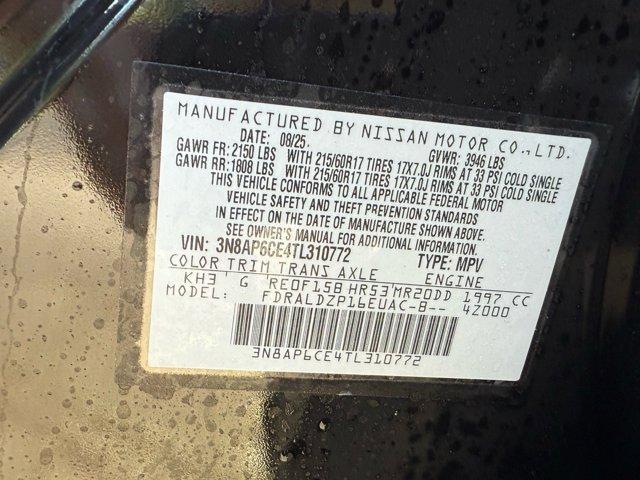 MANUFACTURED BY NISSAN MOTOR CO., LTD.
DATE: 08/25. GVWR: 3946 LBS
GAWR FR: 2150 LBS WITH 215/60R17 TIRES 17X7.0J RIMS AT 33 PSI COLD SINGLE
GAWR RR: 1808 LBS WITH 215/60R17 TIRES 17X7.0J RIMS AT 33 PSI COLD SINGLE
THIS VEHICLE CONFORMS TO ALL APPLICABLE FEDERAL MOTOR
VEHICLE SAFETY AND THEFT PREVENTION STANDARDS
IN EFFECT ON THE DATE OF MANUFACTURE SHOWN ABOVE.
SEE OWNER'S MANUAL FOR ADDITIONAL INFORMATION.
VIN: 3N8AP6CE4TL310772 TYPE: MPV
COLOR TRIM TRANS AXLE ENGINE
KH3 ' G RE0F15B HR53'MR20DD 1997 CC
MODEL FDRALDZP16EUAC-B-- 4Z000
3N8AP6CE4TL310772